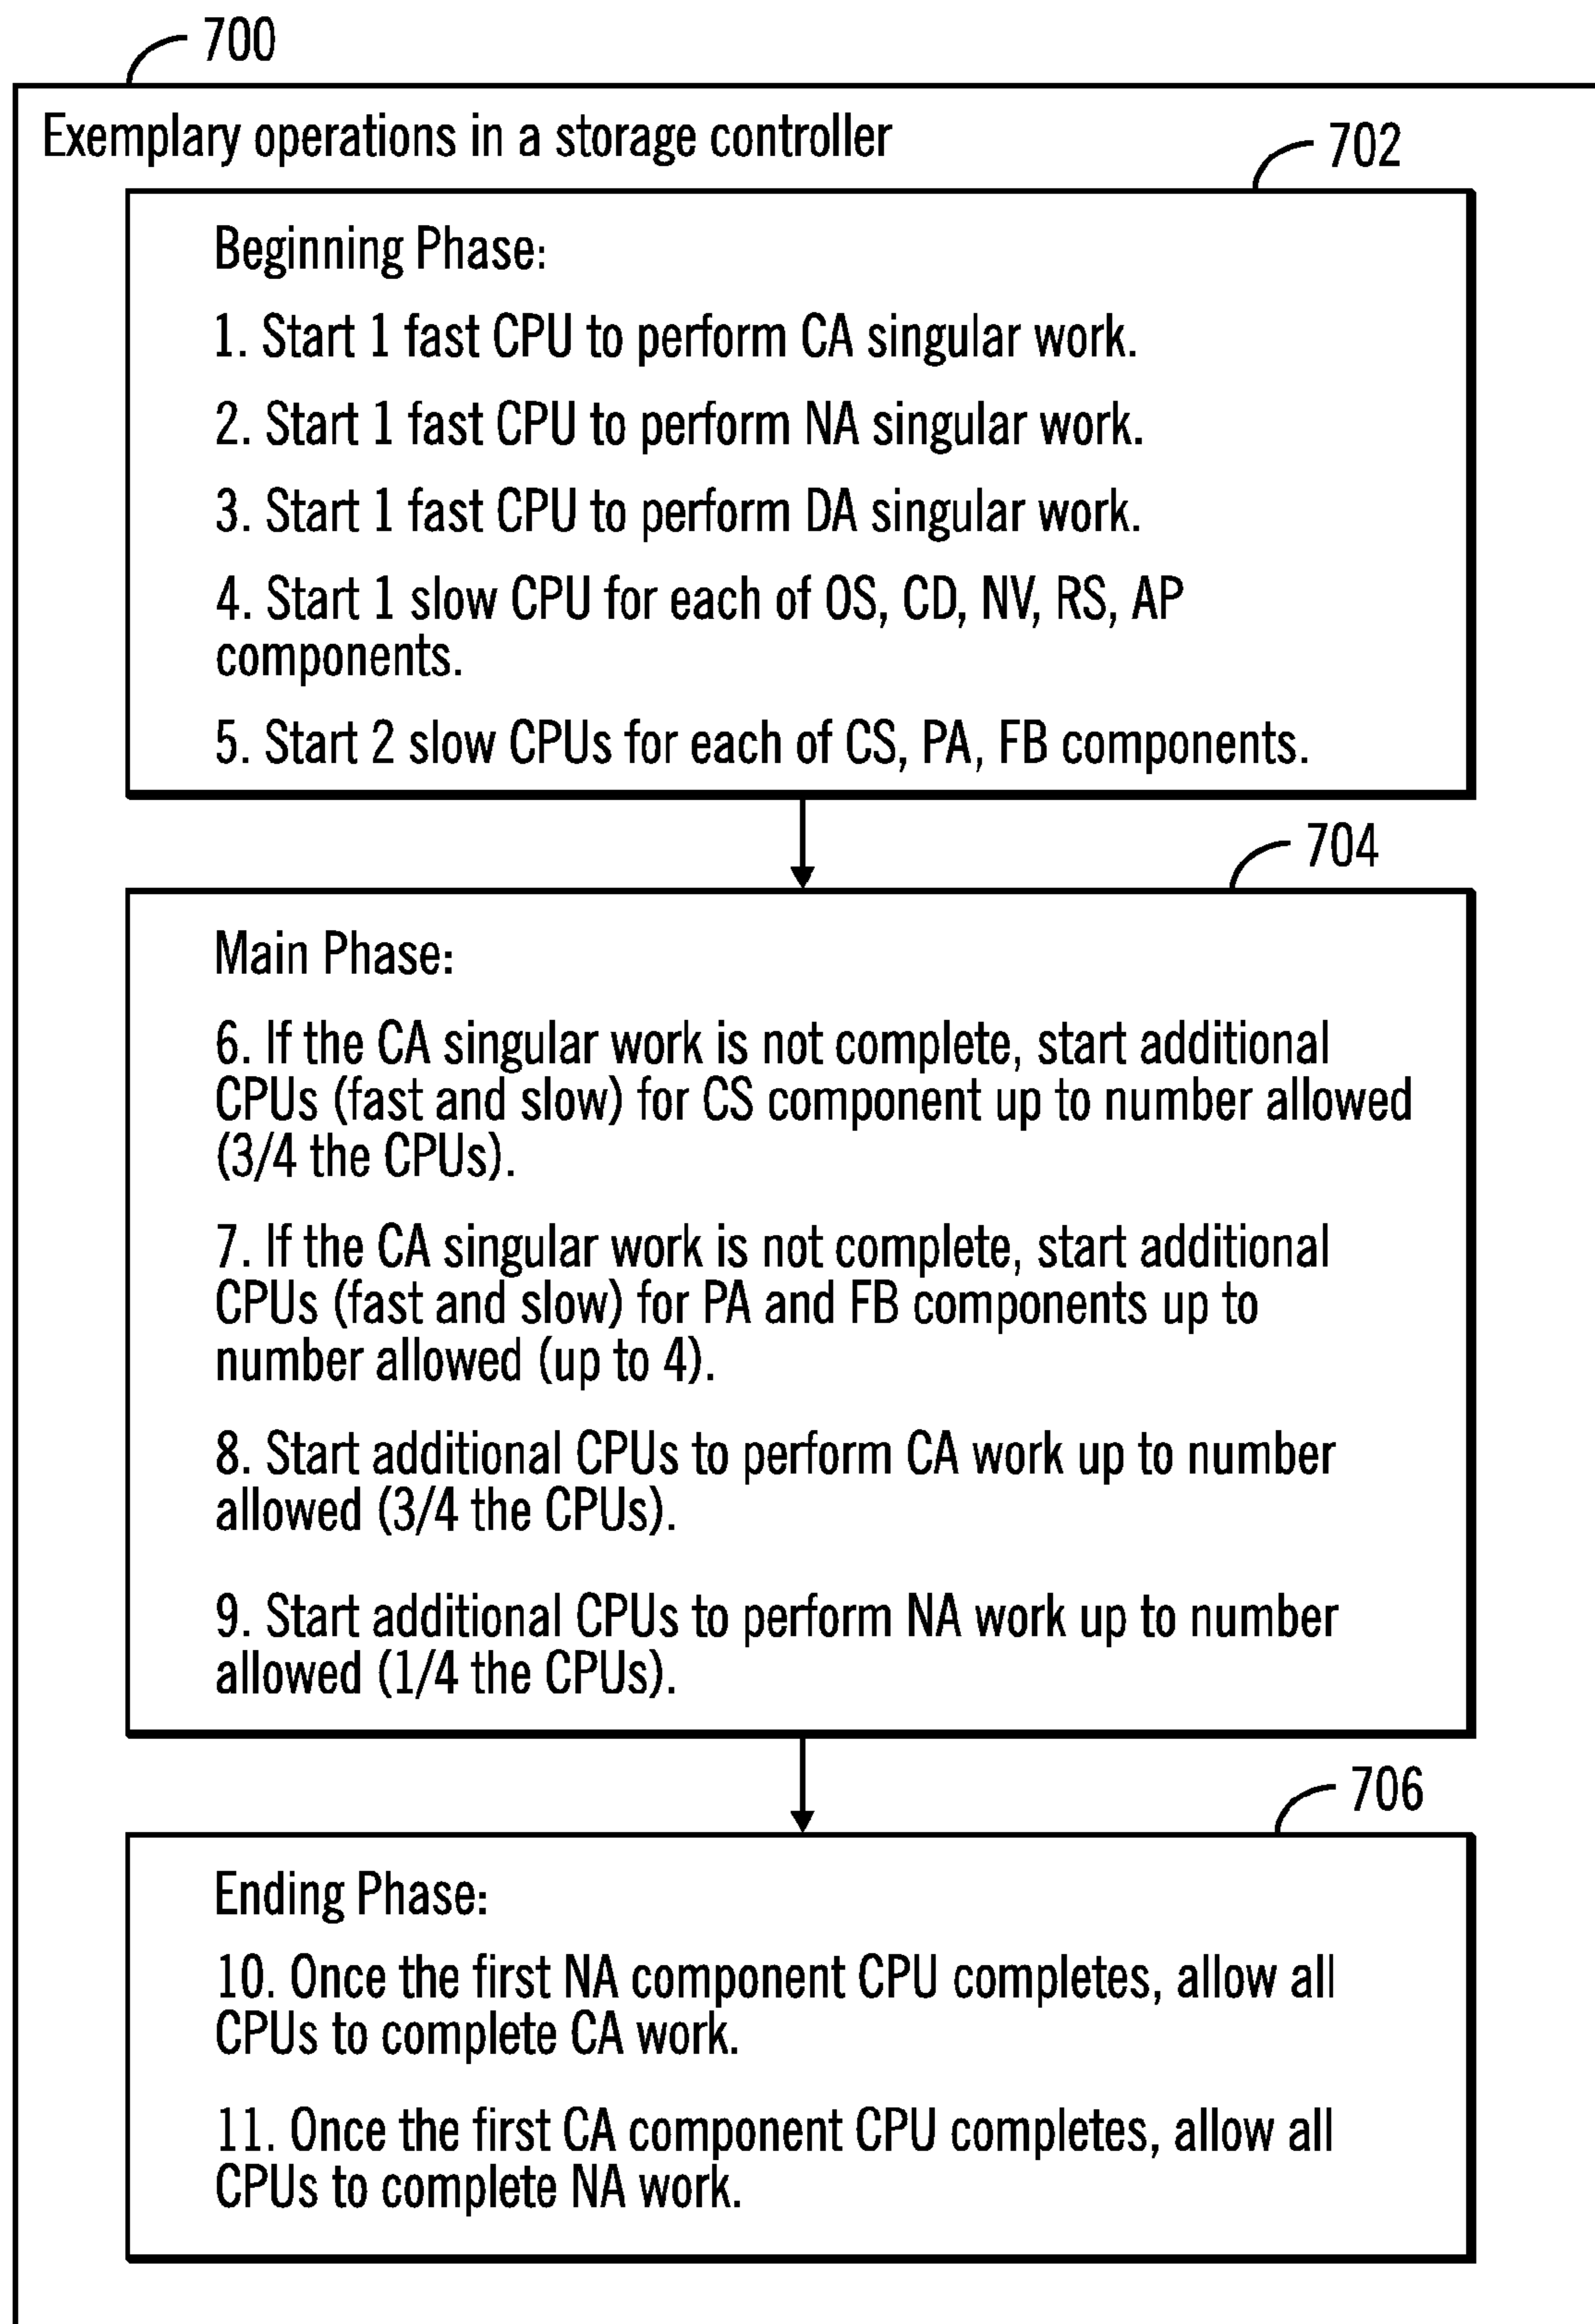 700
Exemplary operations in a storage controller
702
Beginning Phase:
1. Start 1 fast CPU to perform CA singular work.
2. Start 1 fast CPU to perform NA singular work.
3. Start 1 fast CPU to perform DA singular work.
4. Start 1 slow CPU for each of OS, CD, NV, RS, AP
components.
5. Start 2 slow CPUs for each of CS, PA, FB components.
704
Main Phase:
6. If the CA singular work is not complete, start additional
CPUs (fast and slow) for CS component up to number allowed
(3/4 the CPUs).
7. If the CA singular work is not complete, start additional
CPUs (fast and slow) for PA and FB components up to
number allowed (up to 4).
8. Start additional CPUs to perform CA work up to number
allowed (3/4 the CPUs).
9. Start additional CPUs to perform NA work up to number
allowed (1/4 the CPUs).
706
Ending Phase:
10. Once the first NA component CPU completes, allow all
CPUs to complete CA work.
11. Once the first CA component CPU completes, allow all
CPUs to complete NA work.